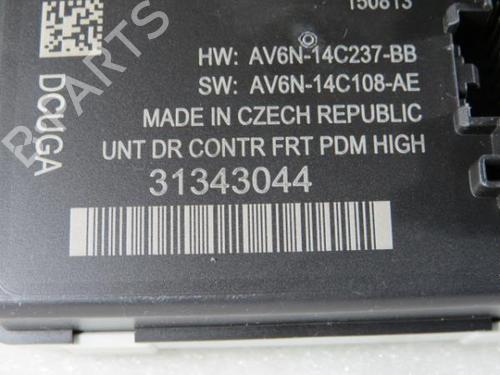 150813
HW: AV6N-14C237-BB
SW: AV6N-14C108-AE
MADE IN CZECH REPUBLIC
UNT DR CONTR FRT PDM HIGH
31343044
DCUGA
B-PARTS